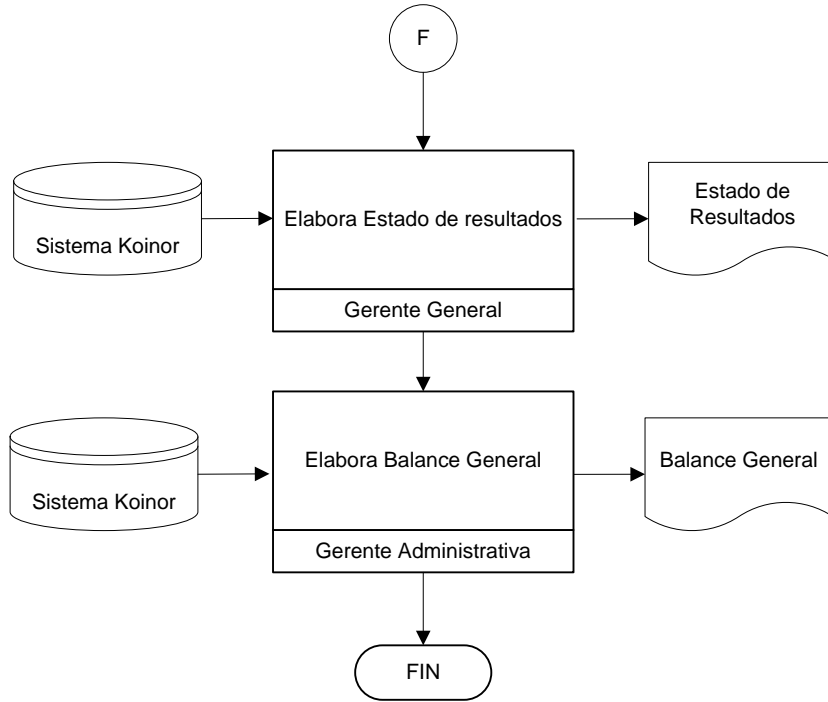 F
Sistema Koinor
Elabora Estado de resultados
Gerente General
Estado de
Resultados
Sistema Koinor
Elabora Balance General
Gerente Administrativa
Balance General
FIN